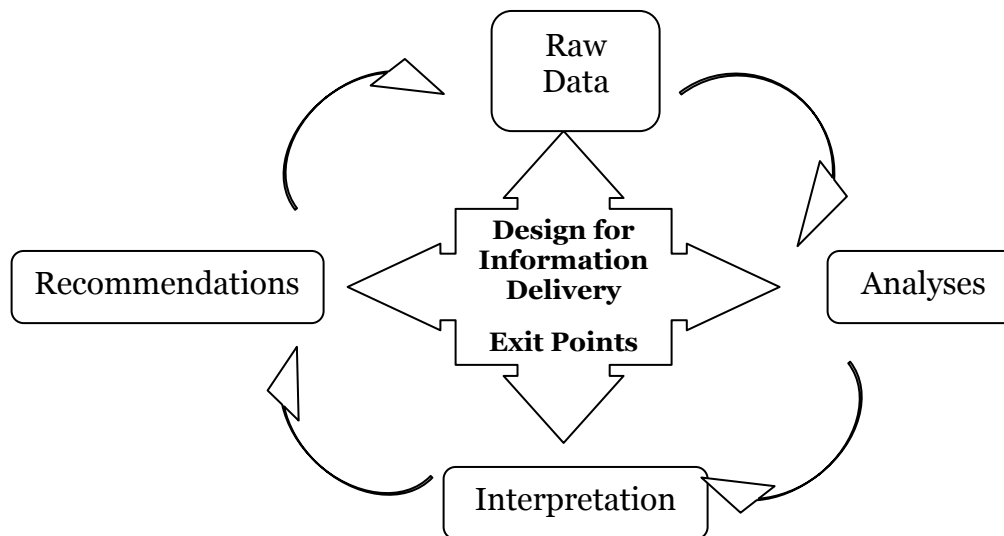 Raw
Data
Design for
Information
Delivery
Exit Points
Recommendations
Analyses
Interpretation